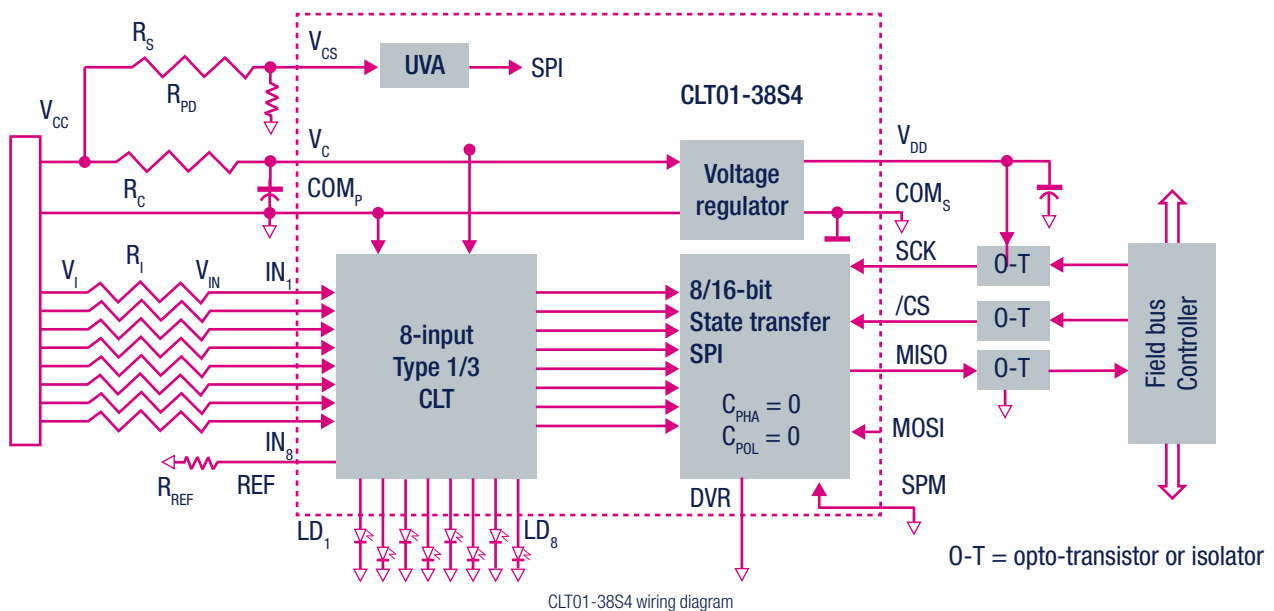 R_S
V_CS
UVA
SPI
CLT01-38S4
R_PD
V_CC
V_C
V_DD
R_C
COM_P
Voltage
regulator
COM_S
SCK
O-T
V_I
R_I
V_IN
IN_1
8-input
Type 1/3
CLT
8/16-bit
State transfer
SPI
C_PHA = 0
C_POL = 0
/CS
O-T
MISO
O-T
Field bus
Controller
MOSI
IN_8
R_REF
REF
DVR
SPM
LD_1
LD_8
O-T = opto-transistor or isolator
CLT01-38S4 wiring diagram